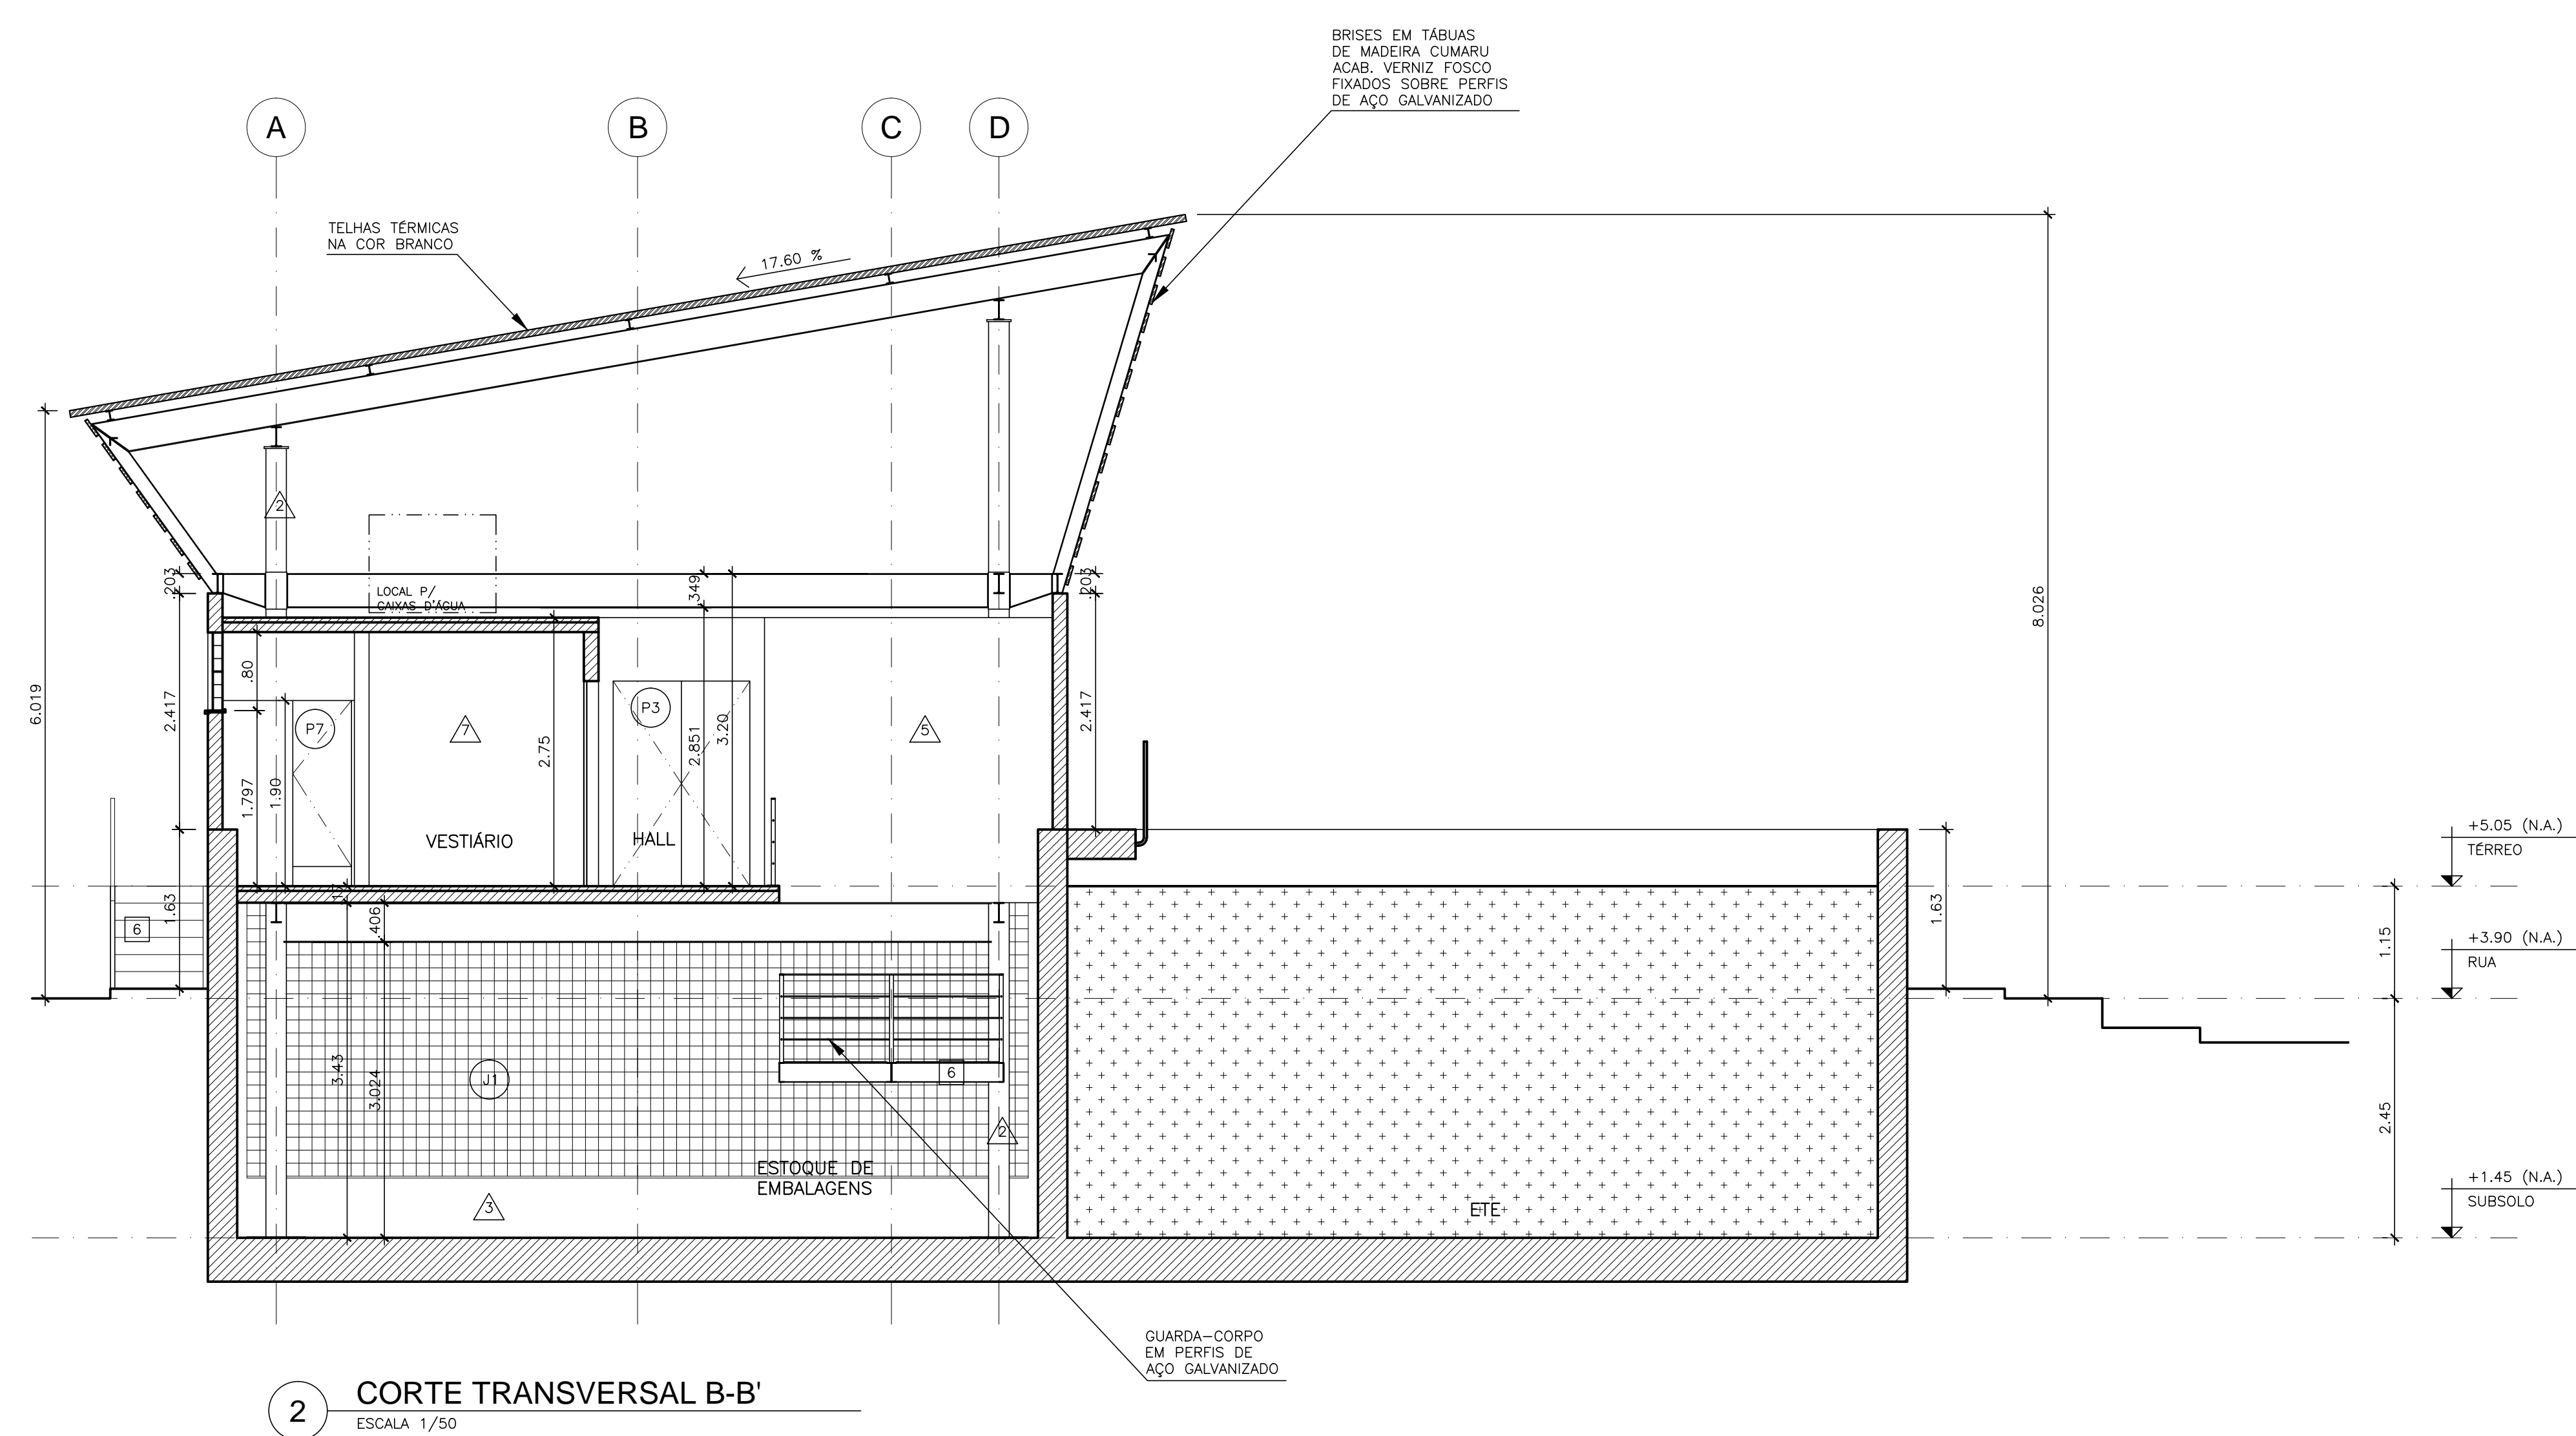 BRISES EM TÁBUAS
DE MADEIRA CUMARU
ACAB. VERNIZ FOSCO
FIXADOS SOBRE PERFIS
DE AÇO GALVANIZADO
A
B
C
D
TELHAS TÉRMICAS
NA COR BRANCO
17.60 %
2
LOCAL P/
CAIXAS D'ÁGUA
.203
.349
.203
8.026
6.019
2.417
.80
P7
7
P3
5
2.417
2.75
2.851
3.20
1.797
1.90
VESTIÁRIO
HALL
+5.05 (N.A.)
TÉRREO
.17
.406
1.63
6
1.63
1.15
+3.90 (N.A.)
RUA
3.43
3.024
J1
6
2
2.45
ESTOQUE DE
EMBALAGENS
3
ETE
+1.45 (N.A.)
SUBSOLO
GUARDA-CORPO
EM PERFIS DE
AÇO GALVANIZADO
2
CORTE TRANSVERSAL B-B'
ESCALA 1/50